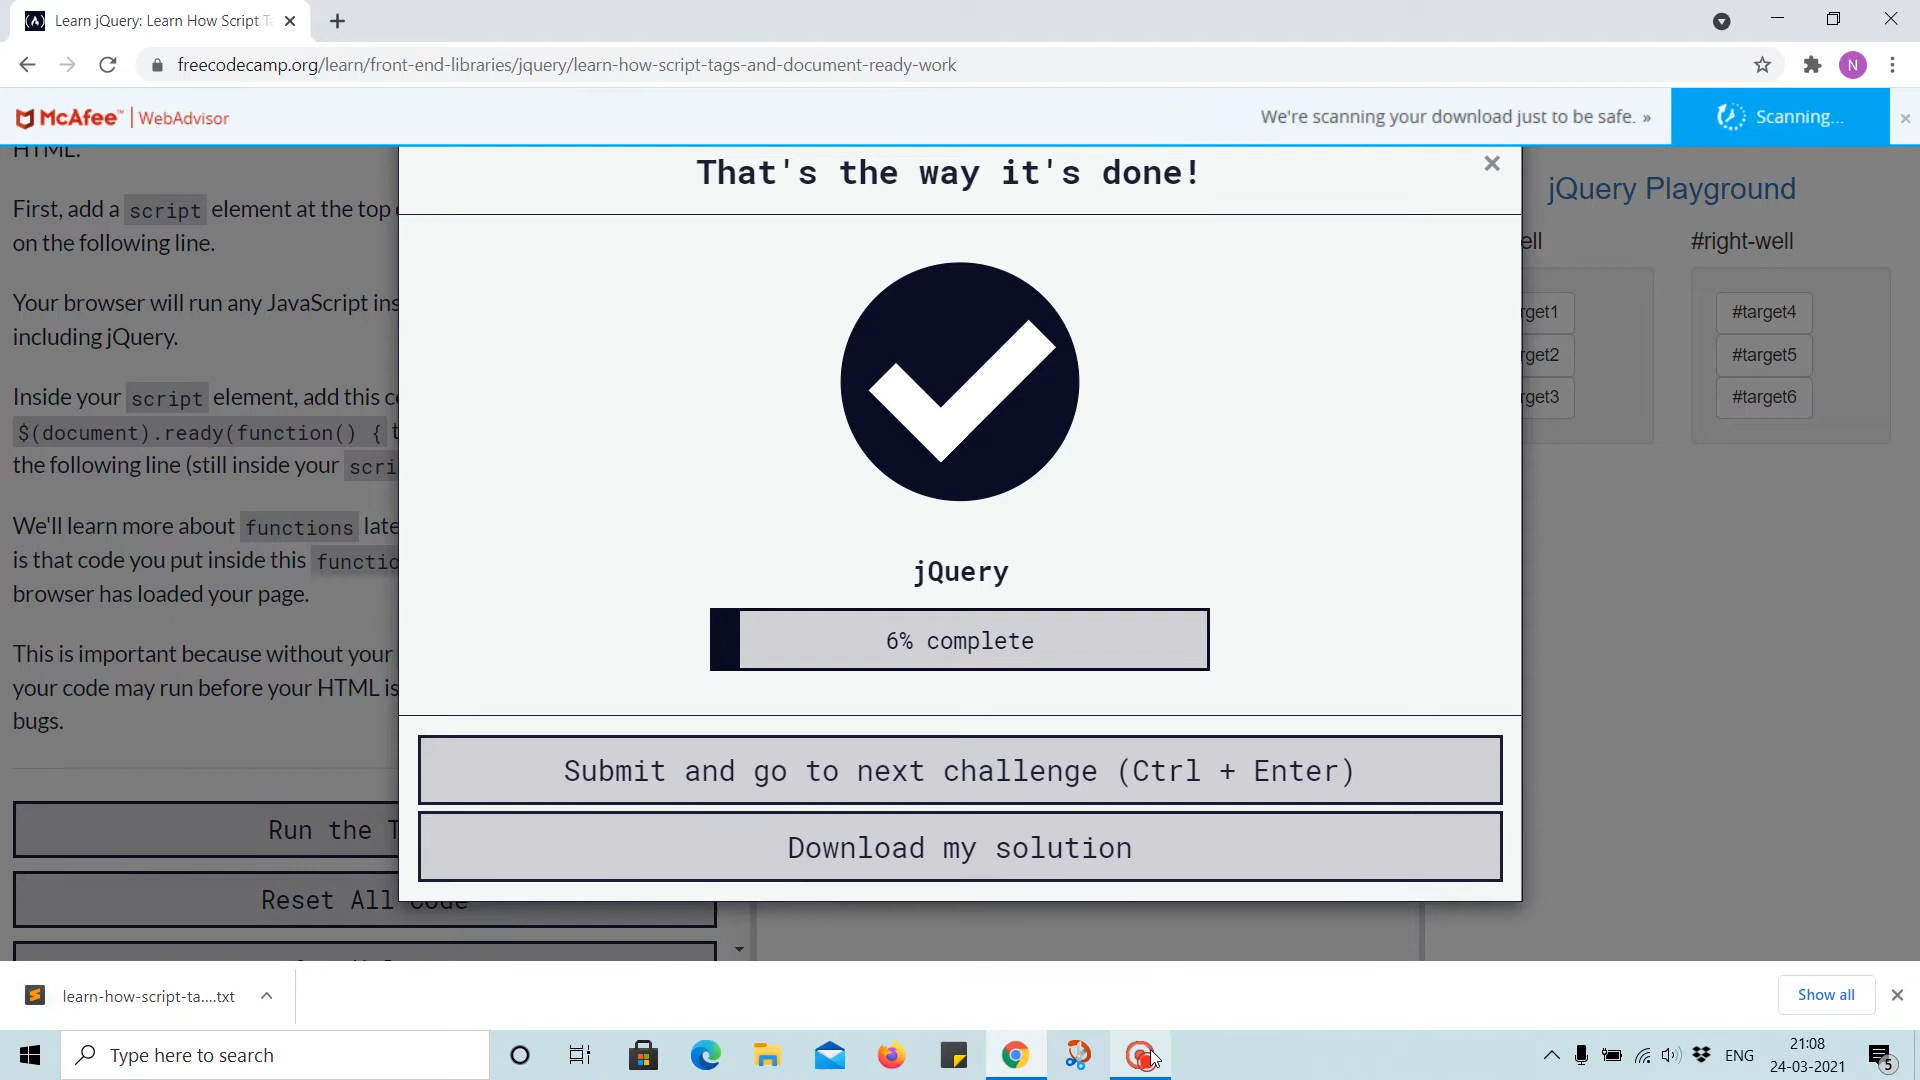 Learn jQuery: Learn How Script T
freecodecamp.org/learn/front-end-libraries/jquery/learn-how-script-tags-and-document-ready-work
N
McAfee™ | WebAdvisor
We're scanning your download just to be safe. »
Scanning...
HTML.
First, add a script element at the top
on the following line.
Your browser will run any JavaScript ins
including jQuery.
Inside your script element, add this c
$(document).ready(function() { t
the following line (still inside your scri
We'll learn more about functions late
is that code you put inside this functio
browser has loaded your page.
This is important because without your
your code may run before your HTML is
bugs.
Run the T
Reset All Code
That's the way it's done!
×
jQuery
6% complete
Submit and go to next challenge (Ctrl + Enter)
Download my solution
jQuery Playground
ell
#right-well
rget1
rget2
rget3
#target4
#target5
#target6
learn-how-script-ta....txt
Show all
Type here to search
ENG
21:08
24-03-2021
5